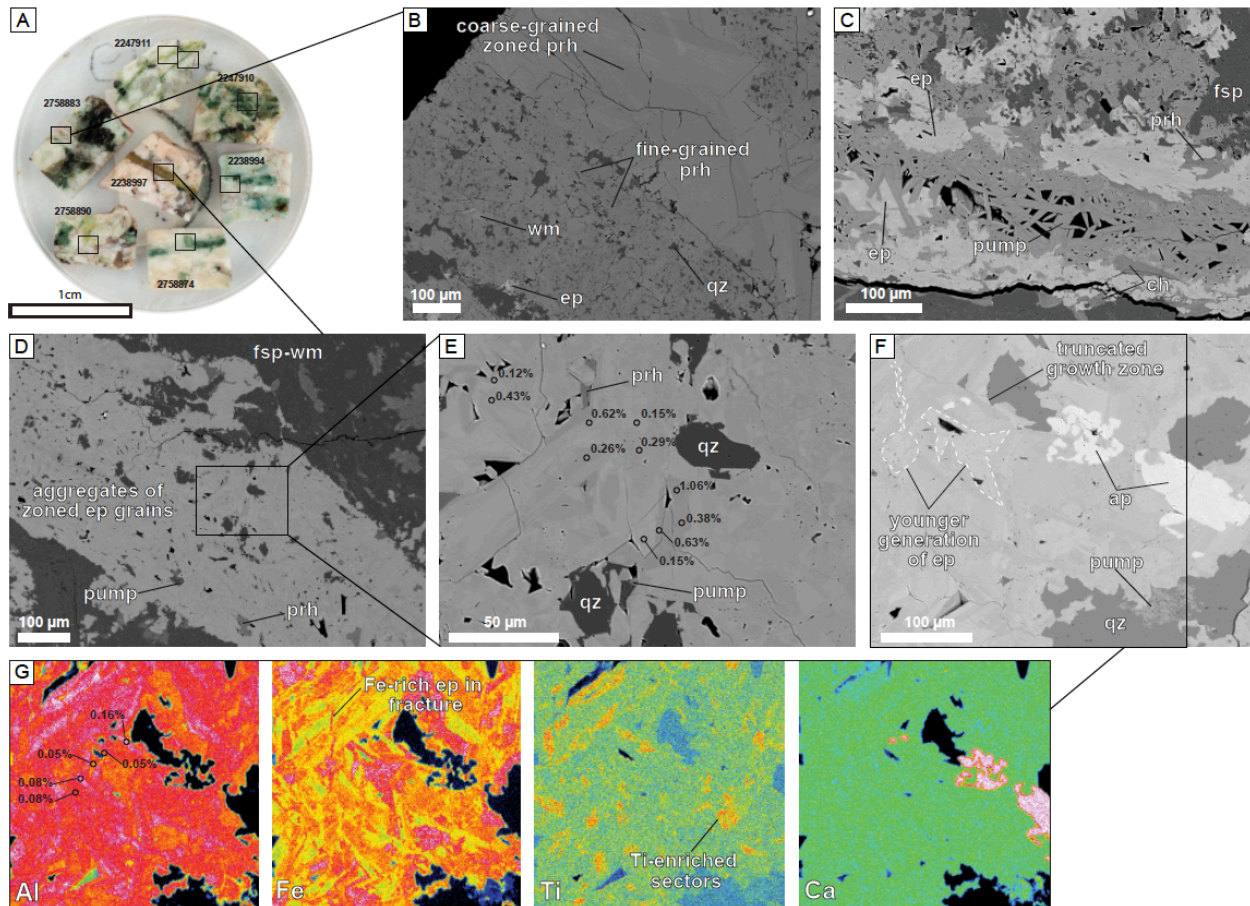 A
2247911
2247910
2758883
2238994
2238997
2758890
2758874
1cm
B
coarse-grained
zoned prh
fine-grained
prh
wm
ep
qz
100 µm
C
ep
fsp
prh
ep
pump
ch
100 µm
D
fsp-wm
aggregates of
zoned ep grains
pump
prh
100 µm
E
0.12%
0.43%
prh
0.62%
0.15%
0.26%
0.29%
qz
1.06%
0.38%
0.63%
0.15%
pump
qz
50 µm
F
truncated
growth zone
ap
younger
generation
of ep
pump
qz
100 µm
G
0.16%
0.05%
0.05%
0.08%
0.08%
Al
Fe-rich ep in
fracture
Fe
Ti-enriched
sectors
Ti
Ca